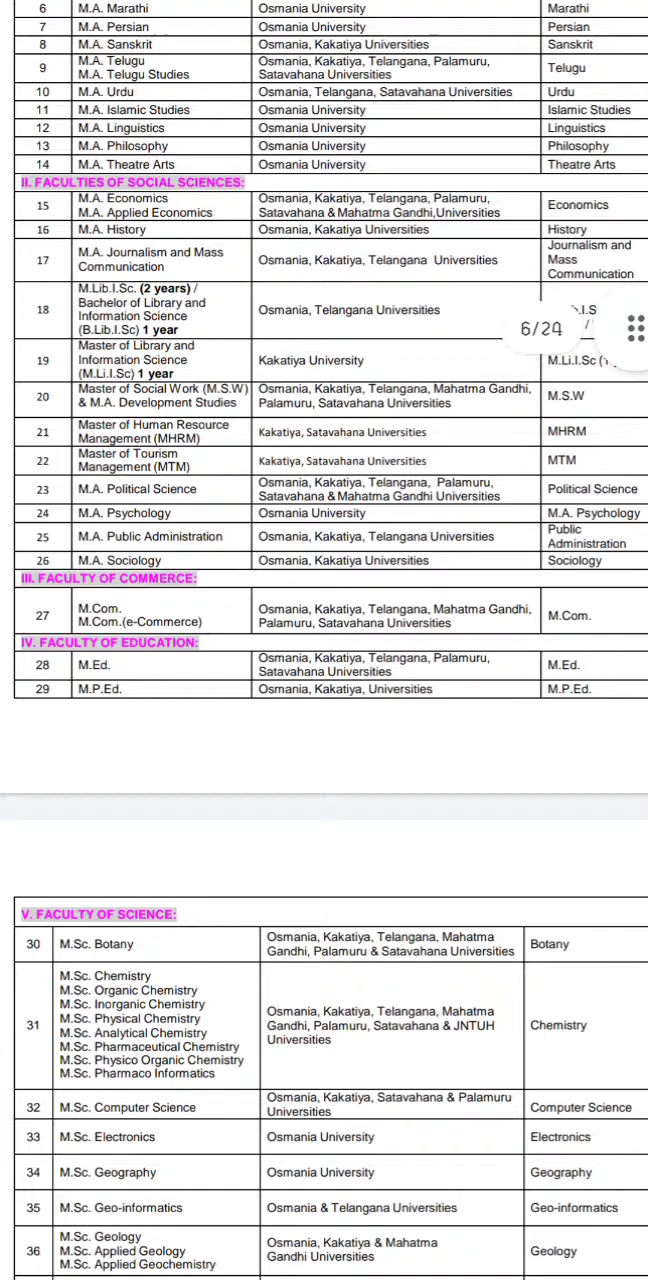 6 M.A. Marathi Osmania University Marathi
7 M.A. Persian Osmania University Persian
8 M.A. Sanskrit Osmania, Kakatiya Universities Sanskrit
9 M.A. Telugu
M.A. Telugu Studies Osmania, Kakatiya, Telangana, Palamuru,
Satavahana Universities Telugu
10 M.A. Urdu Osmania, Telangana, Satavahana Universities Urdu
11 M.A. Islamic Studies Osmania University Islamic Studies
12 M.A. Linguistics Osmania University Linguistics
13 M.A. Philosophy Osmania University Philosophy
14 M.A. Theatre Arts Osmania University Theatre Arts
II. FACULTIES OF SOCIAL SCIENCES:
15 M.A. Economics
M.A. Applied Economics Osmania, Kakatiya, Telangana, Palamuru,
Satavahana & Mahatma Gandhi,Universities Economics
16 M.A. History Osmania, Kakatiya Universities History
17 M.A. Journalism and Mass
Communication Osmania, Kakatiya, Telangana Universities Journalism and
Mass
Communication
18 M.Lib.I.Sc. (2 years) /
Bachelor of Library and
Information Science
(B.Lib.I.Sc) 1 year Osmania, Telangana Universities
6/24
19 Master of Library and
Information Science
(M.Li.I.Sc) 1 year Kakatiya University M.Li.I.Sc
20 Master of Social Work (M.S.W)
& M.A. Development Studies Osmania, Kakatiya, Telangana, Mahatma Gandhi,
Palamuru, Satavahana Universities M.S.W
21 Master of Human Resource
Management (MHRM) Kakatiya, Satavahana Universities MHRM
22 Master of Tourism
Management (MTM) Kakatiya, Satavahana Universities MTM
23 M.A. Political Science Osmania, Kakatiya, Telangana, Palamuru,
Satavahana & Mahatma Gandhi Universities Political Science
24 M.A. Psychology Osmania University M.A. Psychology
25 M.A. Public Administration Osmania, Kakatiya, Telangana Universities Public
Administration
26 M.A. Sociology Osmania, Kakatiya Universities Sociology
III. FACULTY OF COMMERCE:
27 M.Com.
M.Com.(e-Commerce) Osmania, Kakatiya, Telangana, Mahatma Gandhi,
Palamuru, Satavahana Universities M.Com.
IV. FACULTY OF EDUCATION:
28 M.Ed. Osmania, Kakatiya, Telangana, Palamuru,
Satavahana Universities M.Ed.
29 M.P.Ed. Osmania, Kakatiya, Universities M.P.Ed.
V. FACULTY OF SCIENCE:
30 M.Sc. Botany Osmania, Kakatiya, Telangana, Mahatma
Gandhi, Palamuru & Satavahana Universities Botany
31 M.Sc. Chemistry
M.Sc. Organic Chemistry
M.Sc. Inorganic Chemistry
M.Sc. Physical Chemistry
M.Sc. Analytical Chemistry
M.Sc. Pharmaceutical Chemistry
M.Sc. Physico Organic Chemistry
M.Sc. Pharmaco Informatics Osmania, Kakatiya, Telangana, Mahatma
Gandhi, Palamuru, Satavahana & JNTUH
Universities Chemistry
32 M.Sc. Computer Science Osmania, Kakatiya, Satavahana & Palamuru
Universities Computer Science
33 M.Sc. Electronics Osmania University Electronics
34 M.Sc. Geography Osmania University Geography
35 M.Sc. Geo-informatics Osmania & Telangana Universities Geo-informatics
36 M.Sc. Geology
M.Sc. Applied Geology
M.Sc. Applied Geochemistry Osmania, Kakatiya & Mahatma
Gandhi Universities Geology